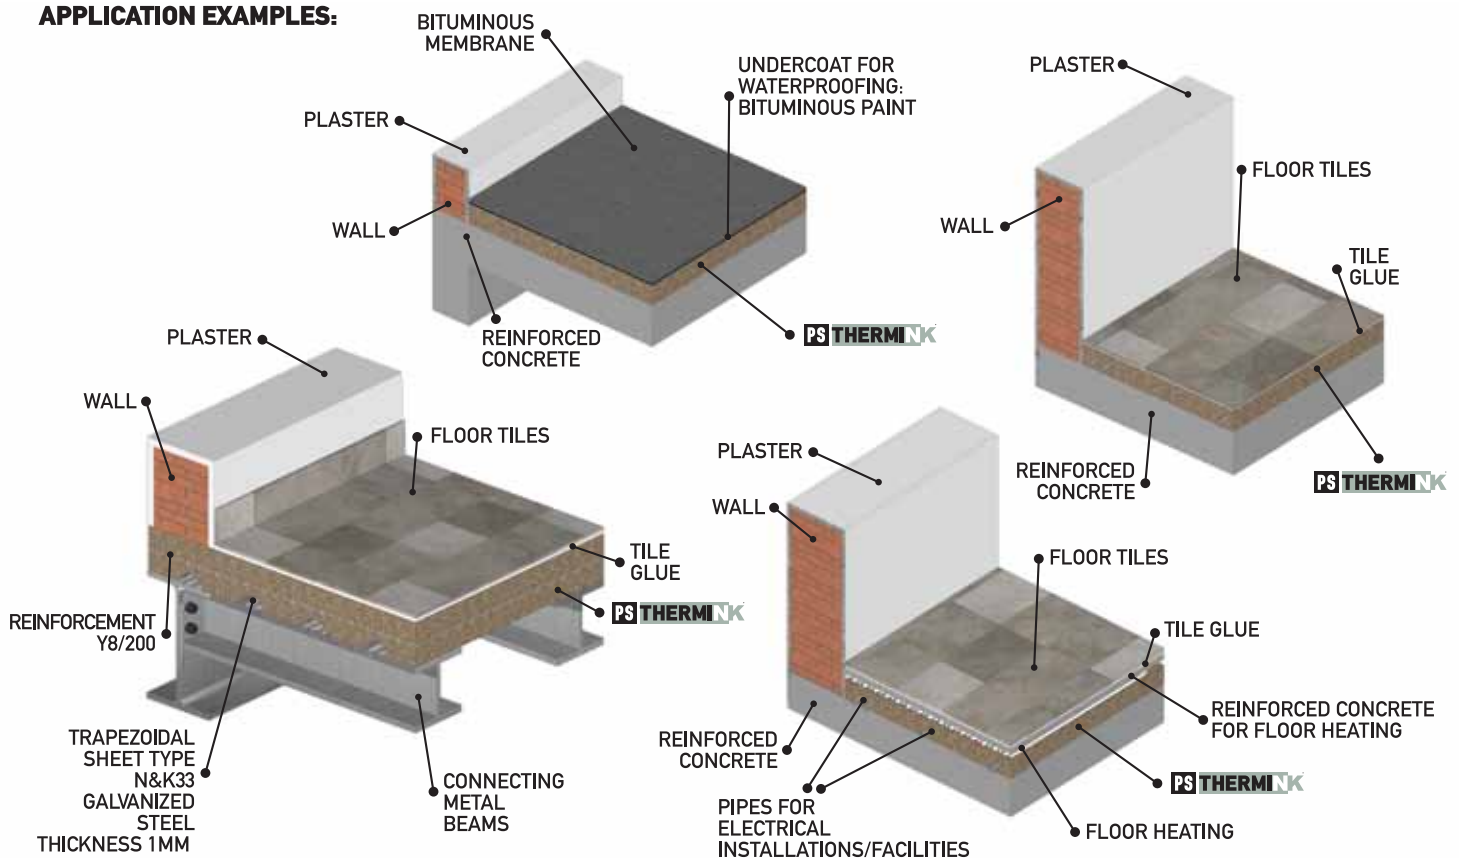 APPLICATION EXAMPLES:
BITUMINOUS
MEMBRANE
UNDERCOAT FOR
WATERPROOFING:
BITUMINOUS PAINT
PLASTER
WALL
REINFORCED
CONCRETE
PS THERMINK
PLASTER
FLOOR TILES
WALL
TILE
GLUE
REINFORCED
CONCRETE
PS THERMINK
PLASTER
WALL
FLOOR TILES
TILE
GLUE
PS THERMINK
REINFORCEMENT
Y8/200
TRAPEZOIDAL
SHEET TYPE
N&K33
GALVANIZED
STEEL
THICKNESS 1MM
CONNECTING
METAL
BEAMS
PLASTER
WALL
FLOOR TILES
TILE GLUE
REINFORCED CONCRETE
FOR FLOOR HEATING
REINFORCED
CONCRETE
PS THERMINK
PIPES FOR
ELECTRICAL
INSTALLATIONS/FACILITIES
FLOOR HEATING